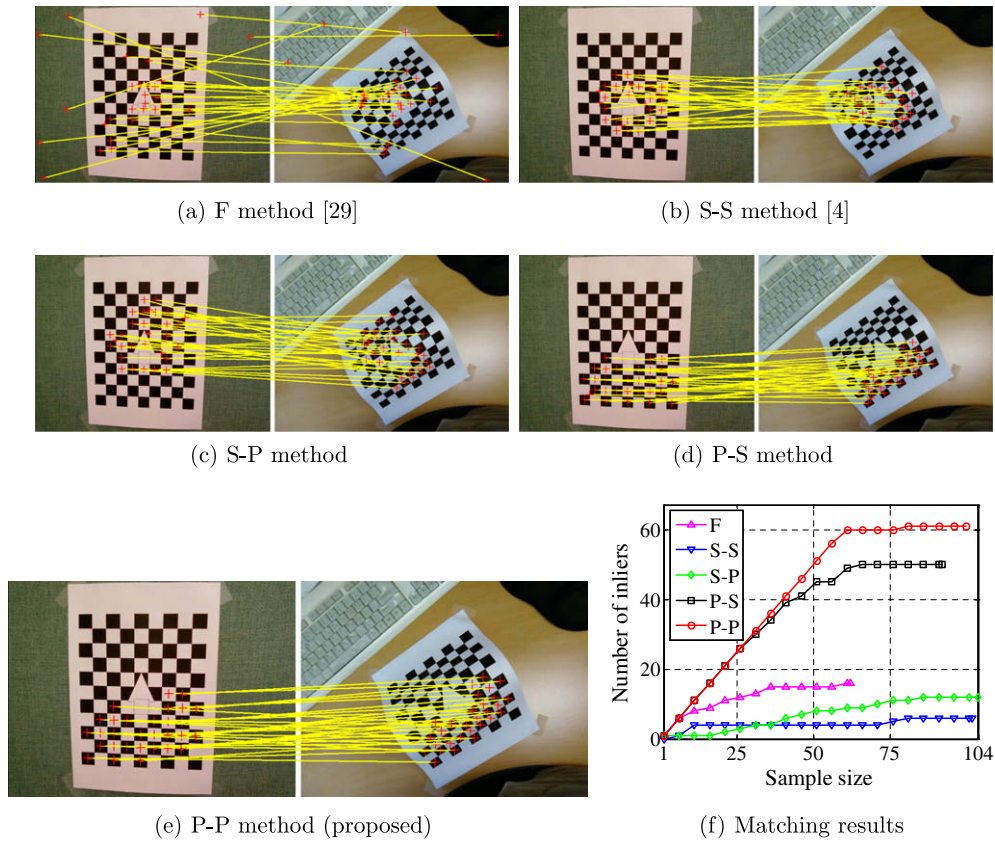 (a) F method [29]
(b) S-S method [4]
(c) S-P method
(d) P-S method
(e) P-P method (proposed)
Number of inliers
60
40
20
0
F
S-S
S-P
P-S
P-P
1
25
50
75
104
Sample size
(f) Matching results